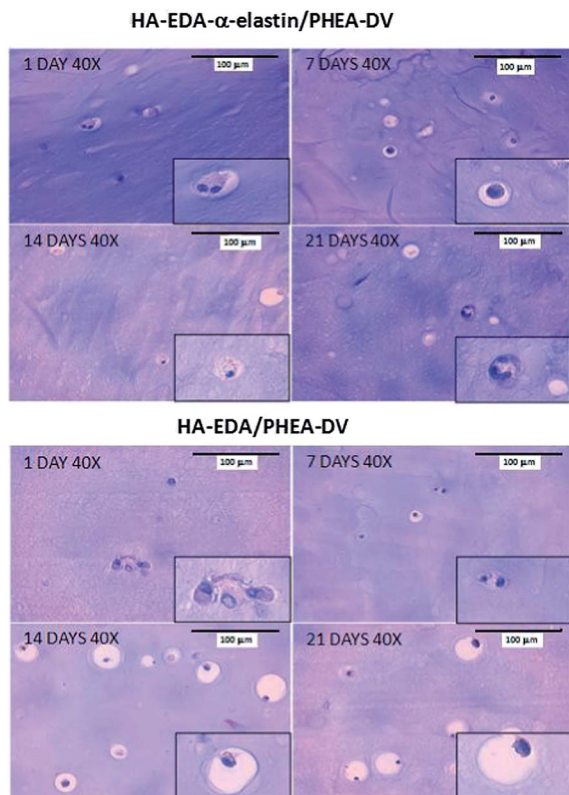 HA-EDA-α-elastin/PHEA-DV
1 DAY 40X
100 μm
7 DAYS 40X
100 μm
14 DAYS 40X
100 μm
21 DAYS 40X
100 μm
HA-EDA/PHEA-DV
1 DAY 40X
100 μm
7 DAYS 40X
100 μm
14 DAYS 40X
100 μm
21 DAYS 40X
100 μm